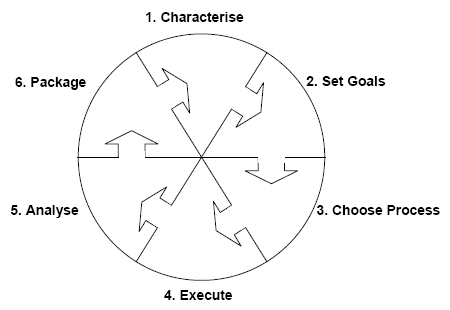 1. Characterise
2. Set Goals
3. Choose Process
4. Execute
5. Analyse
6. Package